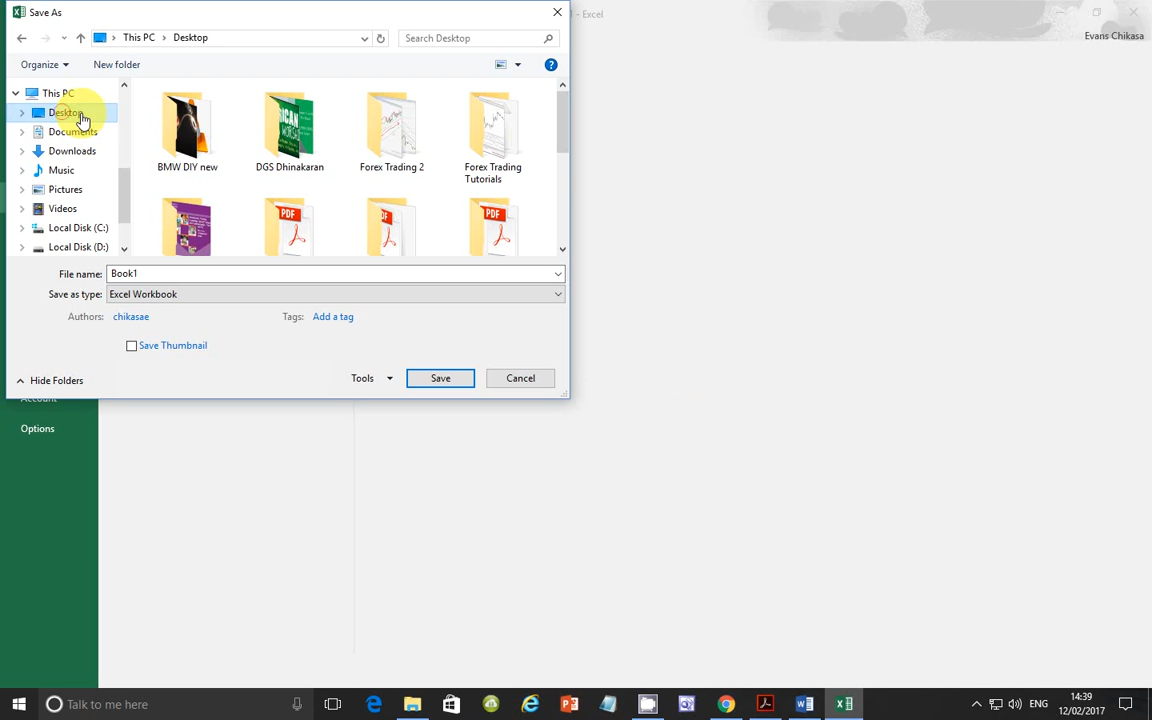 Save As
1 - Excel
This PC
Desktop
Search Desktop
Evans Chikasa
Organize
New folder
This PC
Desktop
Documents
Downloads
Music
Pictures
Videos
Local Disk (C:)
Local Disk (D:)
BMW DIY new
DGS Dhinakaran
Forex Trading 2
Forex Trading
Tutorials
PDF
PDF
PDF
File name:
Book1
Save as type:
Excel Workbook
Authors:
chikasae
Tags:
Add a tag
Save Thumbnail
Hide Folders
Tools
Save
Cancel
Account
Options
Talk to me here
ENG
14:39
12/02/2017